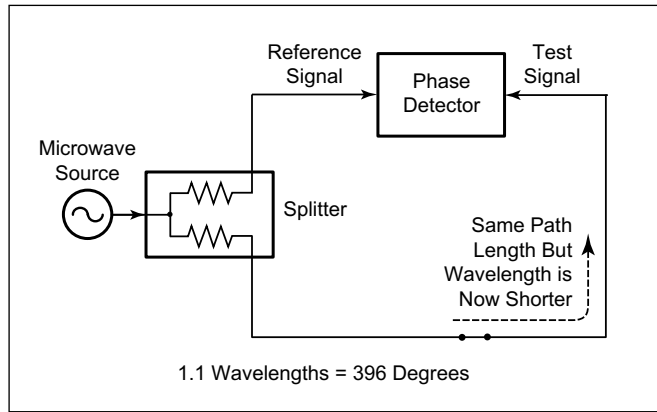 Reference
Signal
Phase
Detector
Test
Signal
Microwave
Source
Splitter
Same Path
Length But
Wavelength is
Now Shorter
1.1 Wavelengths = 396 Degrees